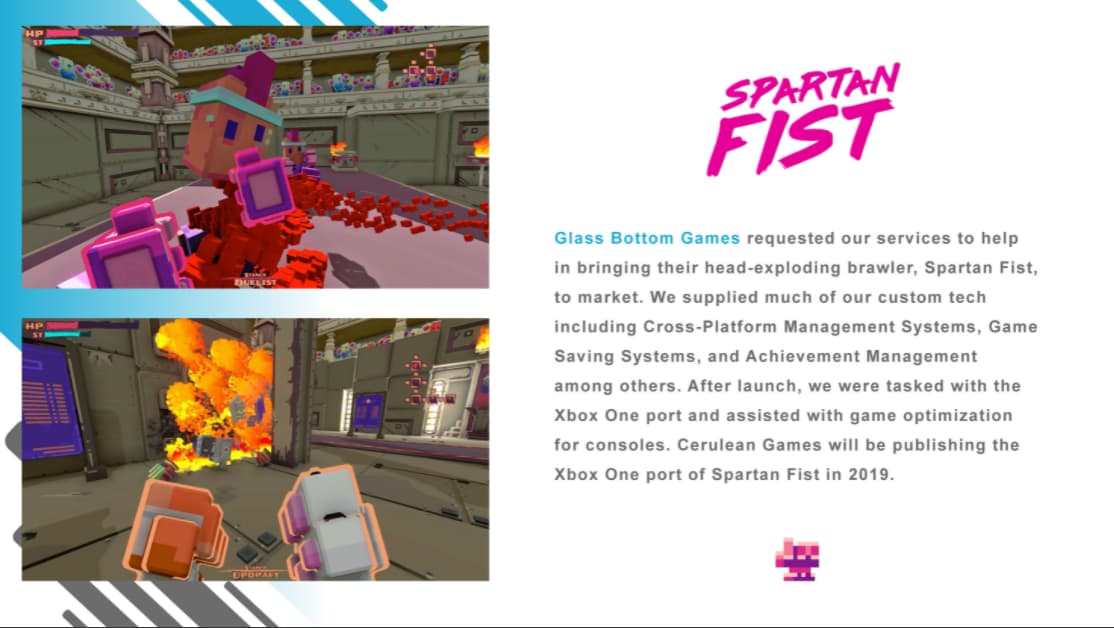 HP
ST
STANCE
DUELIST
HP
ST
STANCE
UPDRAFT
SPARTAN
FIST
Glass Bottom Games requested our services to help
in bringing their head-exploding brawler, Spartan Fist,
to market. We supplied much of our custom tech
including Cross-Platform Management Systems, Game
Saving Systems, and Achievement Management
among others. After launch, we were tasked with the
Xbox One port and assisted with game optimization
for consoles. Cerulean Games will be publishing the
Xbox One port of Spartan Fist in 2019.